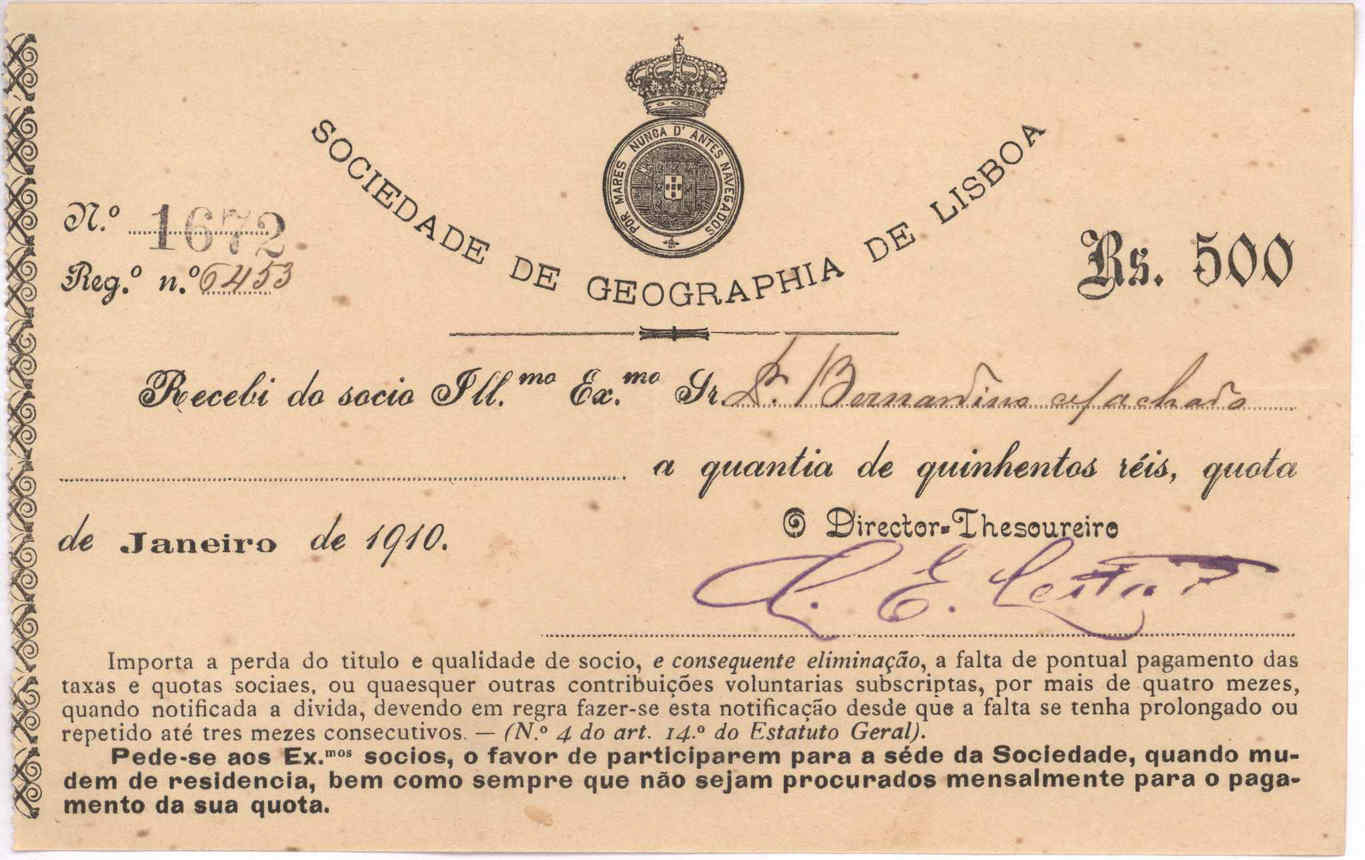 POR MARES NUNCA D' ANTES NAVEGADOS
SOCIEDADE DE GEOGRAPHIA DE LISBOA
N.º 1672
Reg.º n.º 6453
Rs. 500
Recebi do socio Ill.mo Ex.mo Sr Dr. Bernardino Machado
a quantia de quinhentos réis, quota
de Janeiro de 1910.
O Director-Thesoureiro
Importa a perda do titulo e qualidade de socio, e consequente eliminação, a falta de pontual pagamento das
taxas e quotas sociaes, ou quaesquer outras contribuições voluntarias subscriptas, por mais de quatro mezes,
quando notificada a divida, devendo em regra fazer-se esta notificação desde que a falta se tenha prolongado ou
repetido até tres mezes consecutivos. — (N.º 4 do art. 14.º do Estatuto Geral).
Pede-se aos Ex.mos socios, o favor de participarem para a séde da Sociedade, quando mu-
dem de residencia, bem como sempre que não sejam procurados mensalmente para o paga-
mento da sua quota.